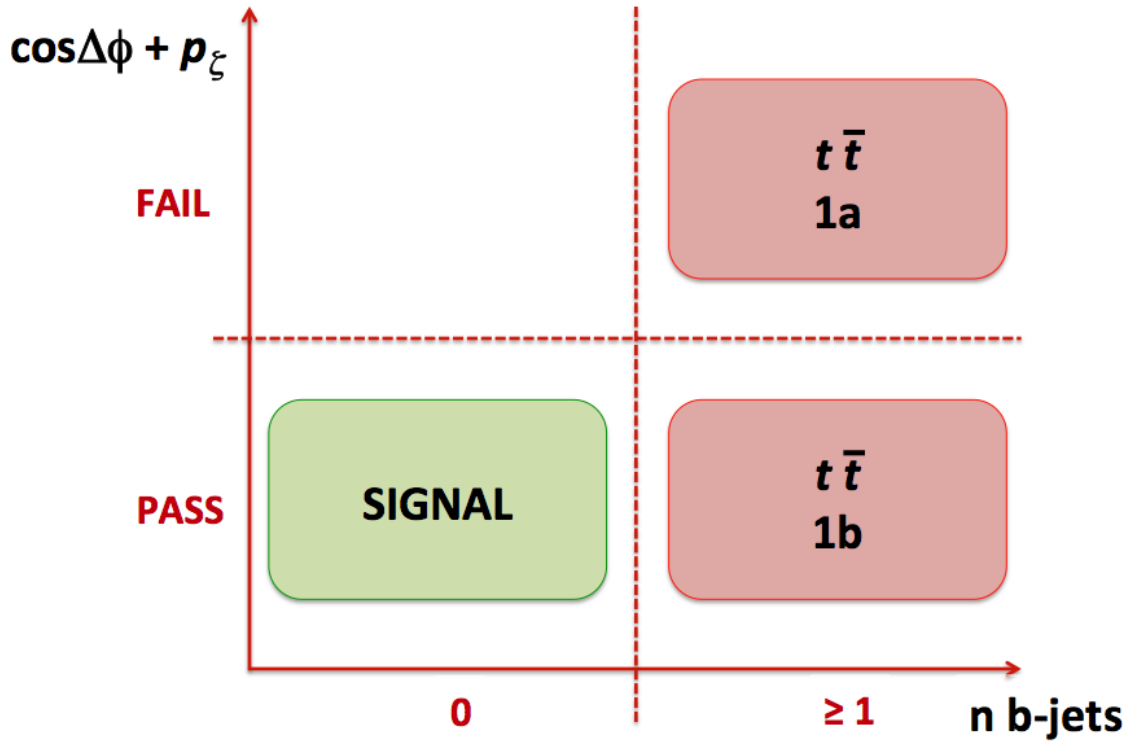 cosΔϕ + pζ
t t̅
1a
FAIL
SIGNAL
t t̅
1b
PASS
0
≥ 1
n b-jets